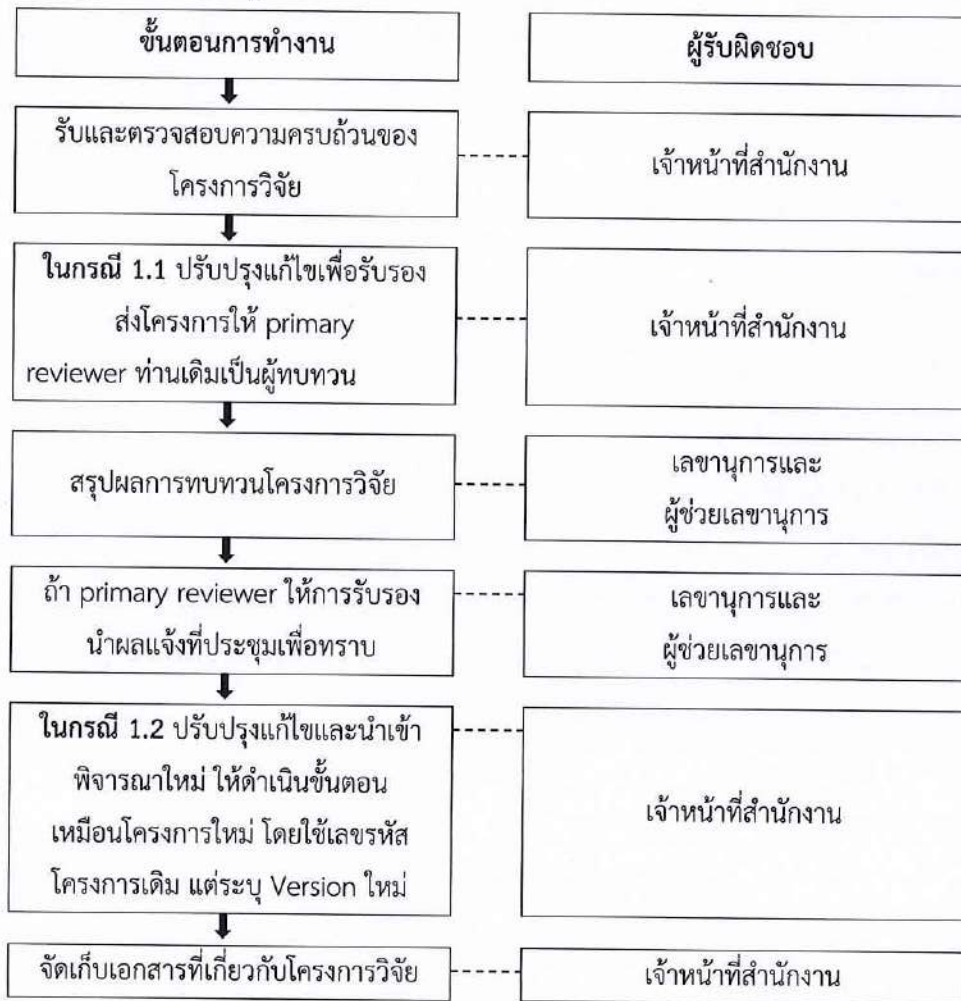 ขั้นตอนการทำงาน
ผู้รับผิดชอบ
รับและตรวจสอบความครบถ้วนของ
โครงการวิจัย
เจ้าหน้าที่สำนักงาน
ในกรณี 1.1 ปรับปรุงแก้ไขเพื่อรับรอง
ส่งโครงการให้ primary
reviewer ท่านเดิมเป็นผู้ทบทวน
เจ้าหน้าที่สำนักงาน
สรุปผลการทบทวนโครงการวิจัย
เลขานุการและ
ผู้ช่วยเลขานุการ
ถ้า primary reviewer ให้การรับรอง
นำผลแจ้งที่ประชุมเพื่อทราบ
เลขานุการและ
ผู้ช่วยเลขานุการ
ในกรณี 1.2 ปรับปรุงแก้ไขและนำเข้า
พิจารณาใหม่ ให้ดำเนินขั้นตอน
เหมือนโครงการใหม่ โดยใช้เลขรหัส
โครงการเดิม แต่ระบุ Version ใหม่
เจ้าหน้าที่สำนักงาน
จัดเก็บเอกสารที่เกี่ยวกับโครงการวิจัย
เจ้าหน้าที่สำนักงาน